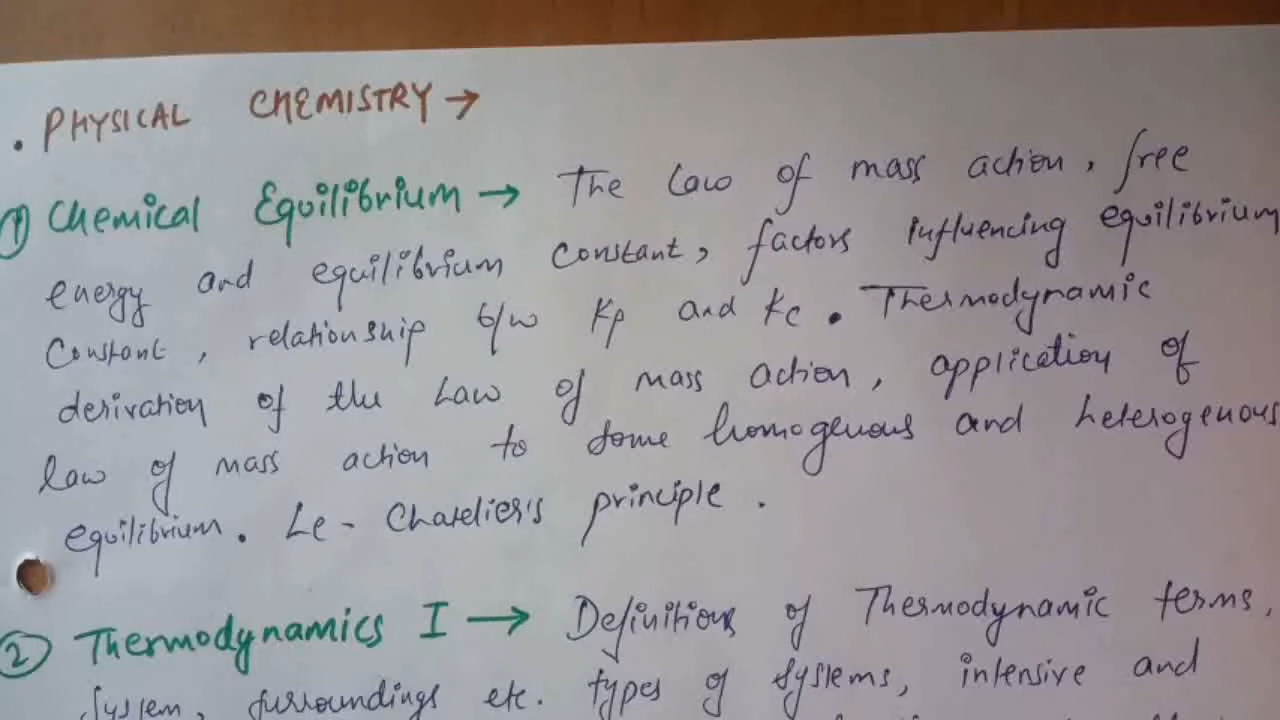 . PHYSICAL CHEMISTRY →
① Chemical Equilibrium → The Law of mass action, free
energy and equilibrium constant, factors influencing equilibrium
Constant, relationship b/w Kp and Kc. Thermodynamic
derivation of the Law of mass action, application of
law of mass action to some homogenous and heterogenous
equilibrium. Le - Chatelier's principle.
② Thermodynamics I → Definitions of Thermodynamic terms,
System, surroundings etc. types of systems, intensive and